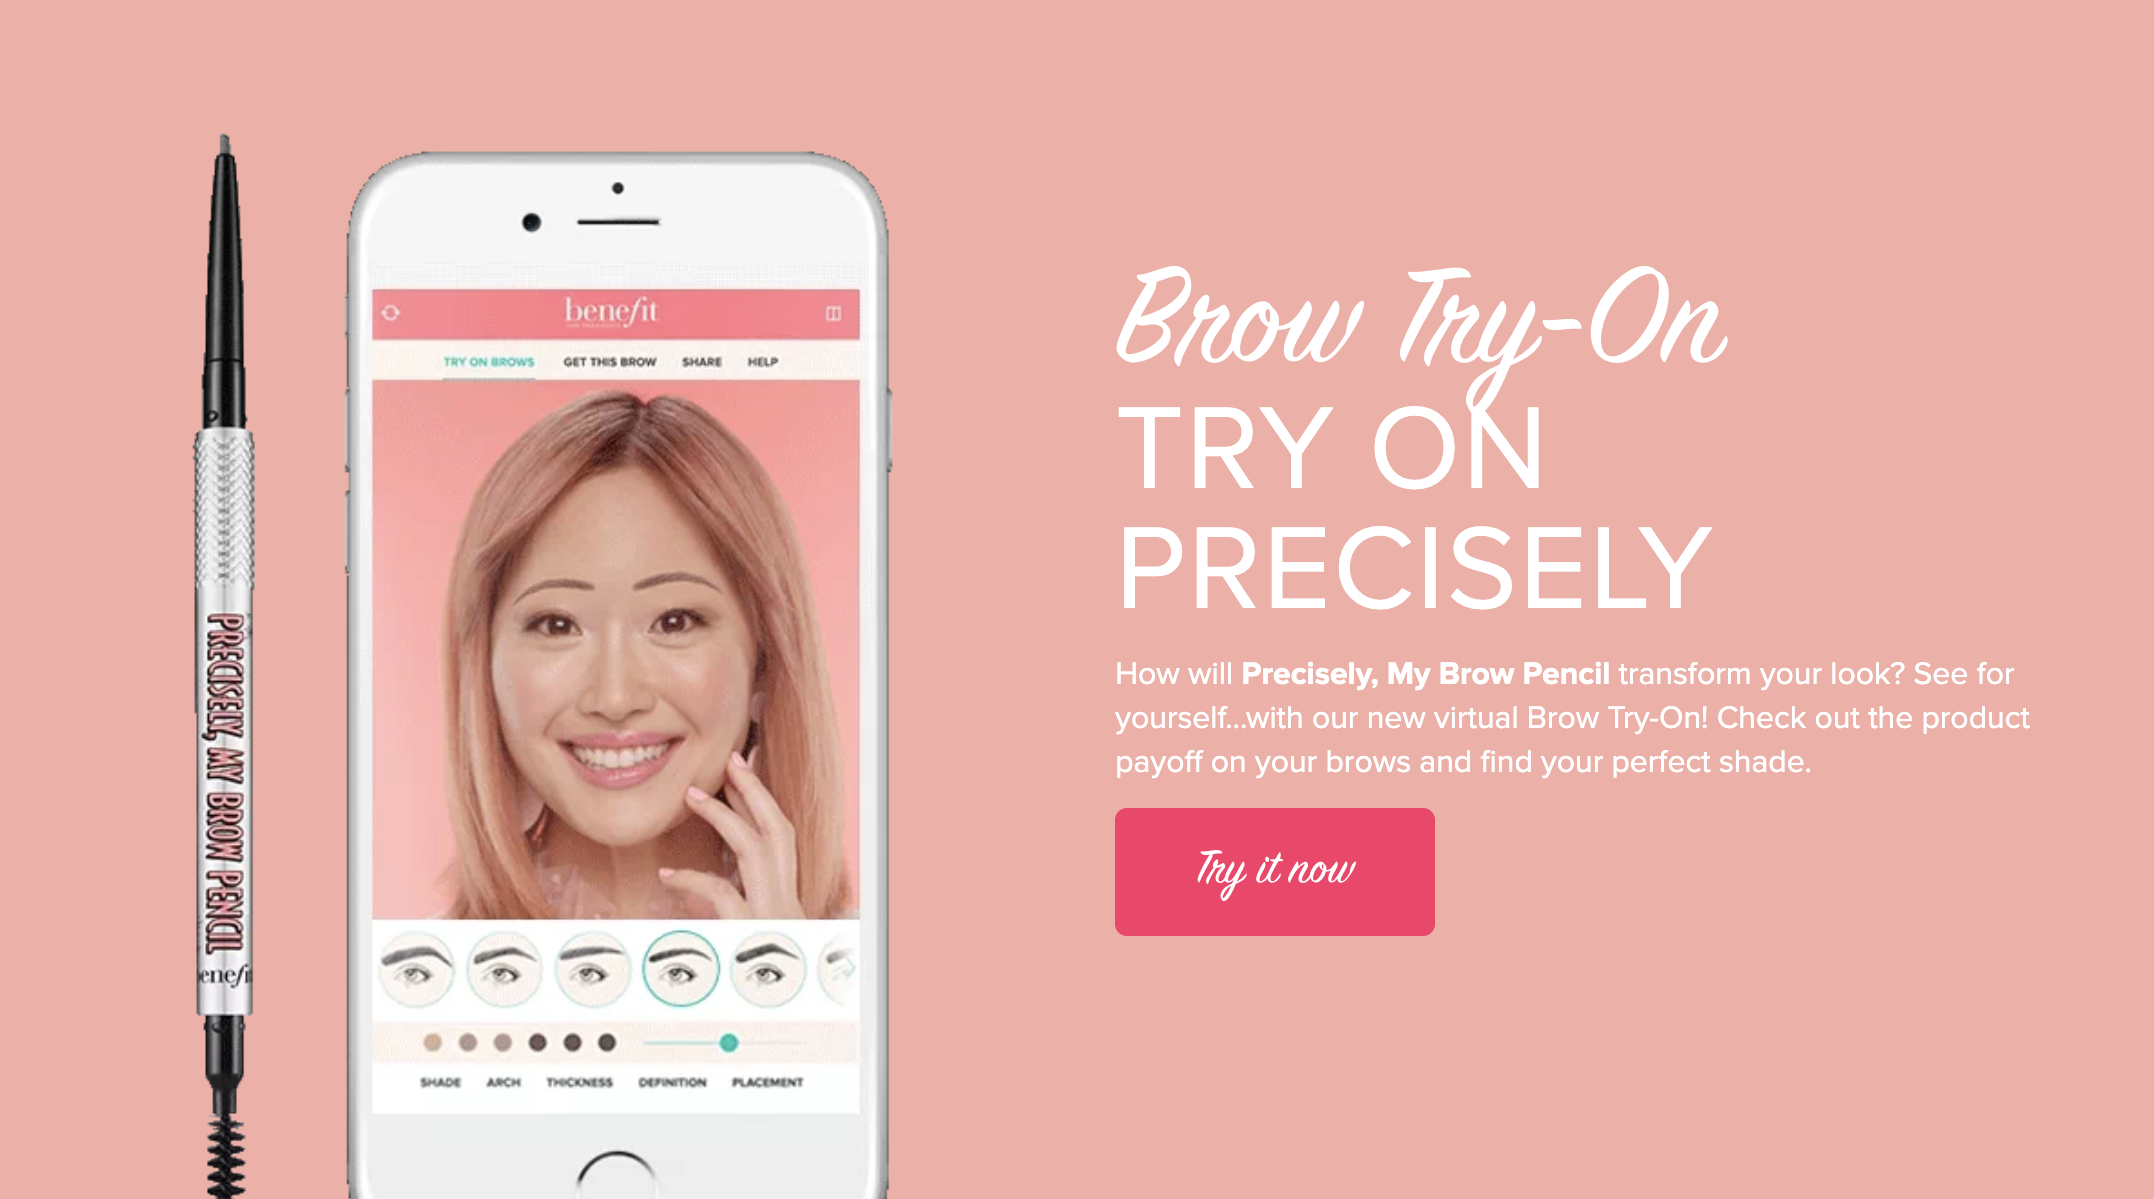 PRECISELY, MY BROW PENCIL
enefit
benefit
TRY ON BROWS GET THIS BROW SHARE HELP
SHADE ARCH THICKNESS DEFINITION PLACEMENT
Brow Try-On
TRY ON
PRECISELY
How will Precisely, My Brow Pencil transform your look? See for
yourself...with our new virtual Brow Try-On! Check out the product
payoff on your brows and find your perfect shade.
Try it now